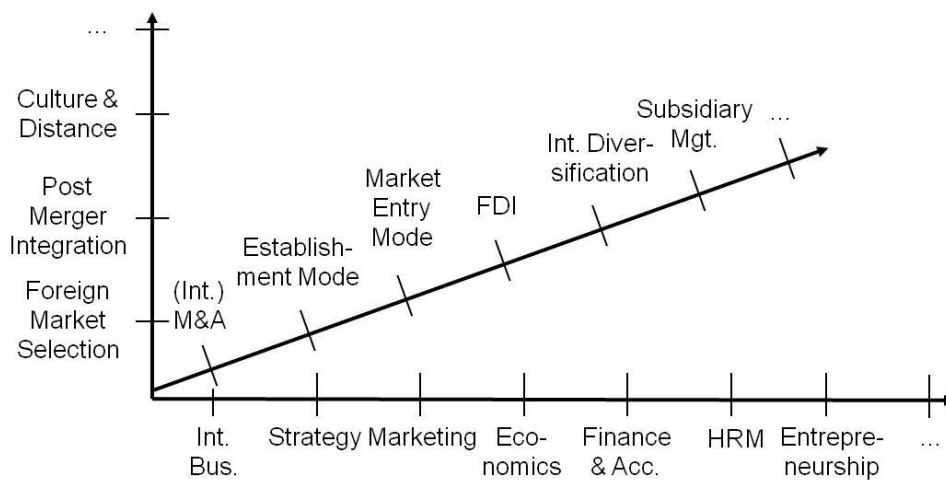 …
Culture &
Distance
Post
Merger
Integration
Foreign
Market
Selection
(Int.)
M&A
Establish-
ment Mode
Market
Entry
Mode
FDI
Int. Diver-
sification
Subsidiary
Mgt.
…
Int.
Bus.
Strategy
Marketing
Eco-
nomics
Finance
& Acc.
HRM
Entrepre-
neurship
…